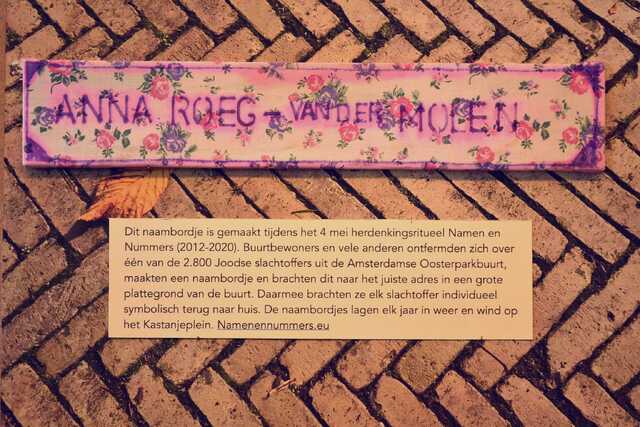 ANNA ROEG - VAN DER MOLEN
Dit naambordje is gemaakt tijdens het 4 mei herdenkingsritueel Namen en
Nummers (2012-2020). Buurtbewoners en vele anderen ontfermden zich over
één van de 2.800 Joodse slachtoffers uit de Amsterdamse Oosterparkbuurt,
maakten een naambordje en brachten dit naar het juiste adres in een grote
plattegrond van de buurt. Daarmee brachten ze elk slachtoffer individueel
symbolisch terug naar huis. De naambordjes lagen elk jaar in weer en wind op
het Kastanjeplein. Namenennummers.eu